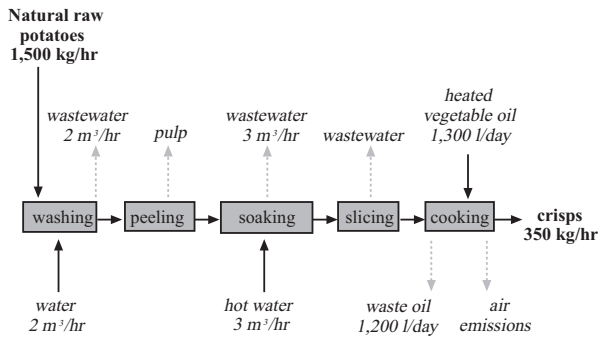 Natural raw
potatoes
1,500 kg/hr
wastewater
2 m³/hr
pulp
wastewater
3 m³/hr
wastewater
heated
vegetable oil
1,300 l/day
washing
peeling
soaking
slicing
cooking
crisps
350 kg/hr
water
2 m³/hr
hot water
3 m³/hr
waste oil
1,200 l/day
air
emissions